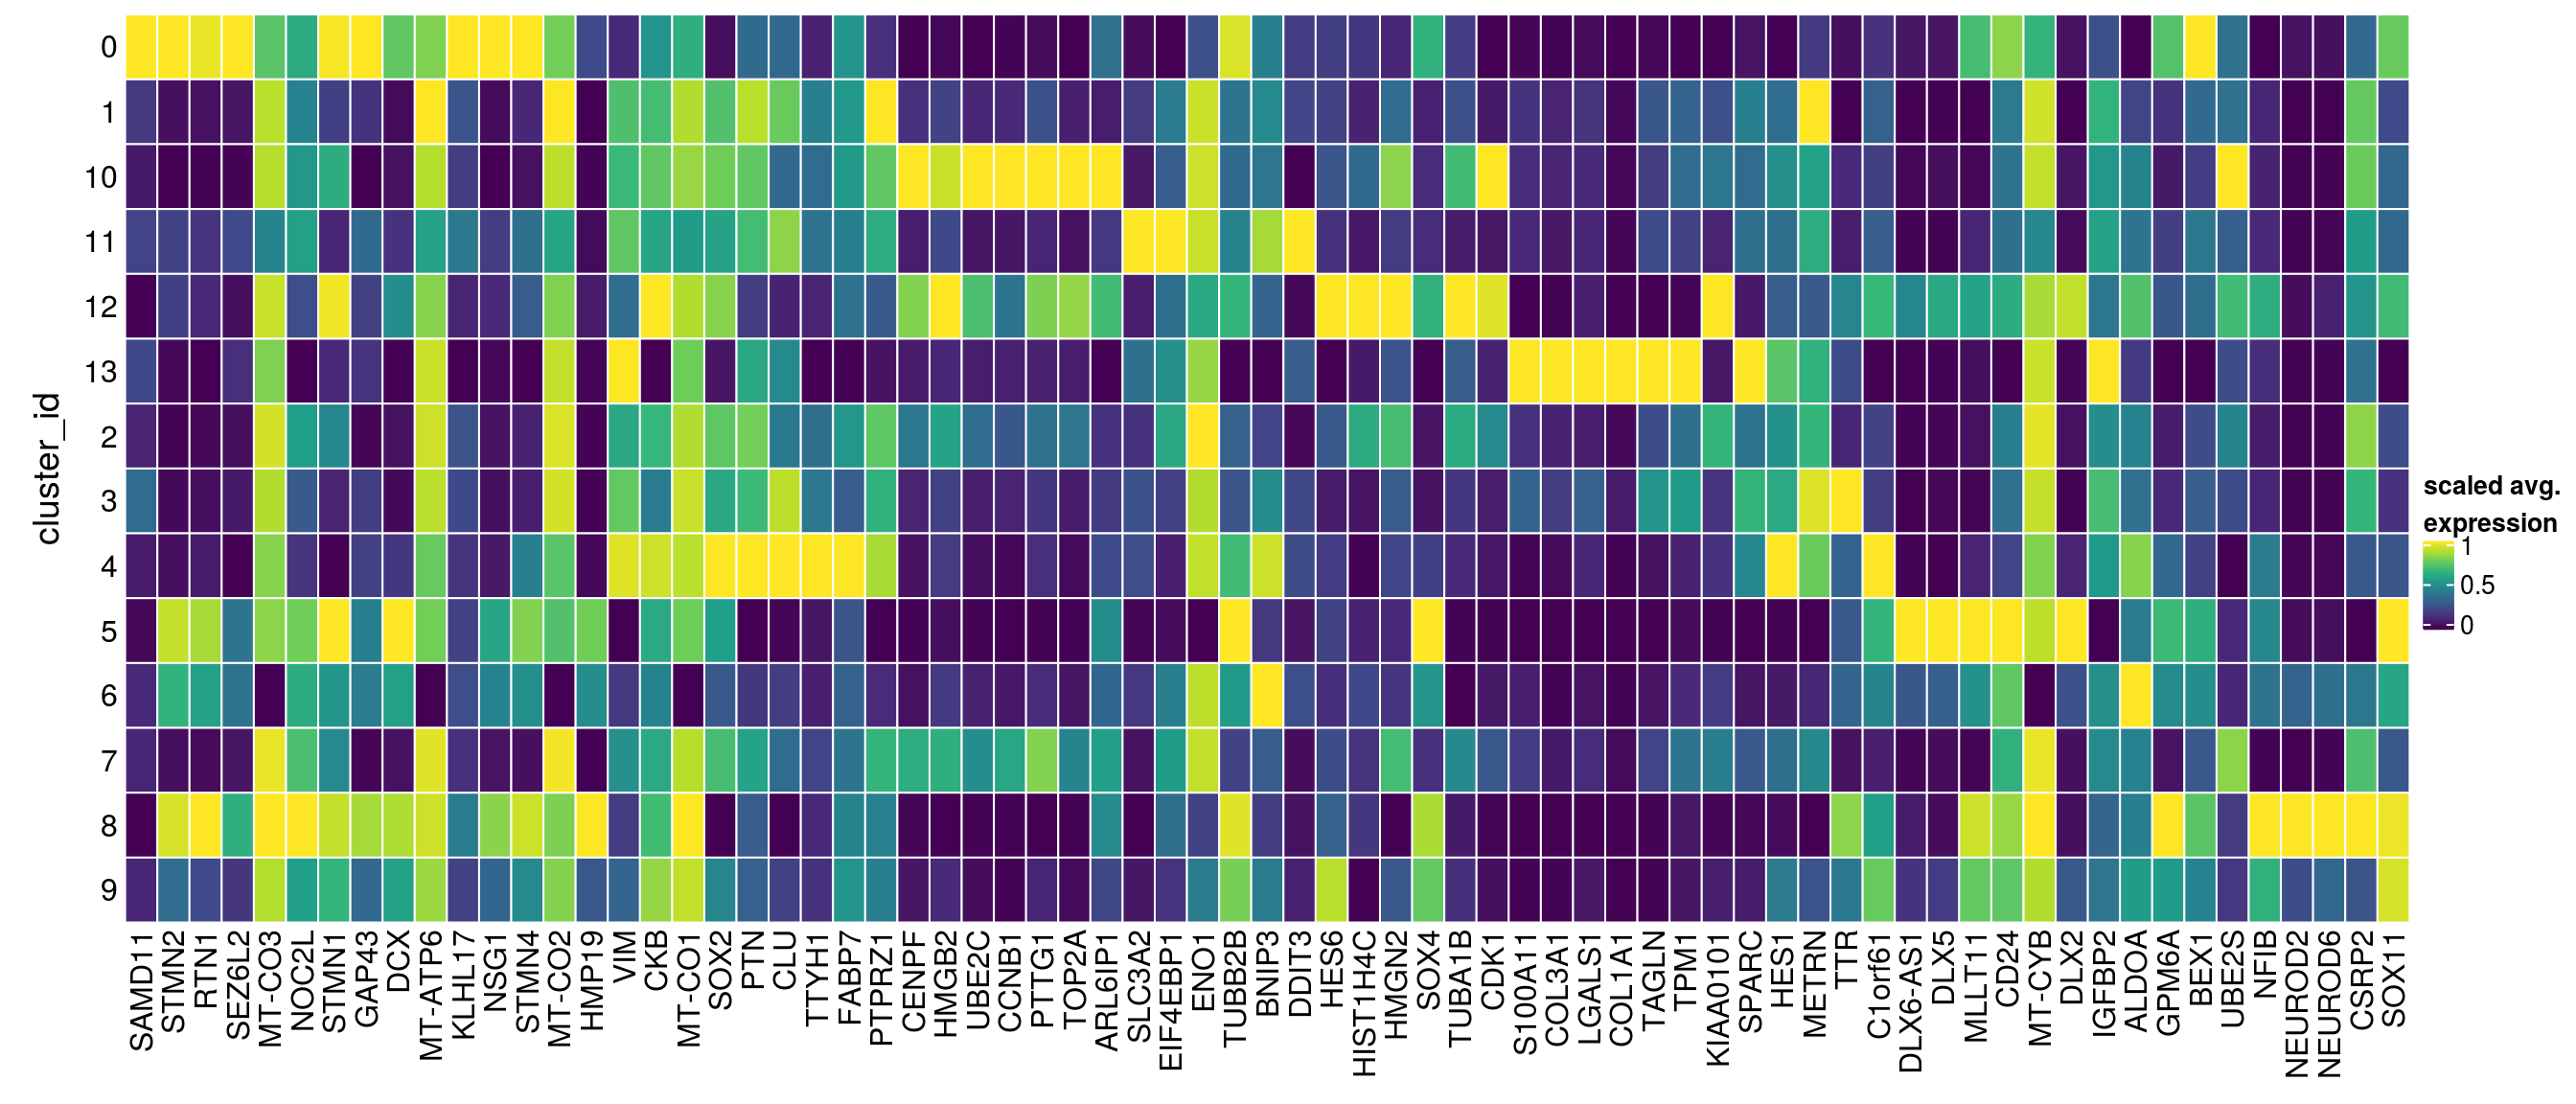 cluster_id
0
1
10
11
12
13
2
3
4
5
6
7
8
9
SAMD11
STMN2
RTN1
SEZ6L2
MT-CO3
NOC2L
STMN1
GAP43
DCX
MT-ATP6
KLHL17
NSG1
STMN4
MT-CO2
HMP19
VIM
CKB
MT-CO1
SOX2
PTN
CLU
TTYH1
FABP7
PTPRZ1
CENPF
HMGB2
UBE2C
CCNB1
PTTG1
TOP2A
ARL6IP1
SLC3A2
EIF4EBP1
ENO1
TUBB2B
BNIP3
DDIT3
HES6
HIST1H4C
HMGN2
SOX4
TUBA1B
CDK1
S100A11
COL3A1
LGALS1
COL1A1
TAGLN
TPM1
KIAA0101
SPARC
HES1
METRN
TTR
C1orf61
DLX6-AS1
DLX5
MLLT11
CD24
MT-CYB
DLX2
IGFBP2
ALDOA
GPM6A
BEX1
UBE2S
NFIB
NEUROD2
NEUROD6
CSRP2
SOX11
scaled avg.
expression
1
0.5
0